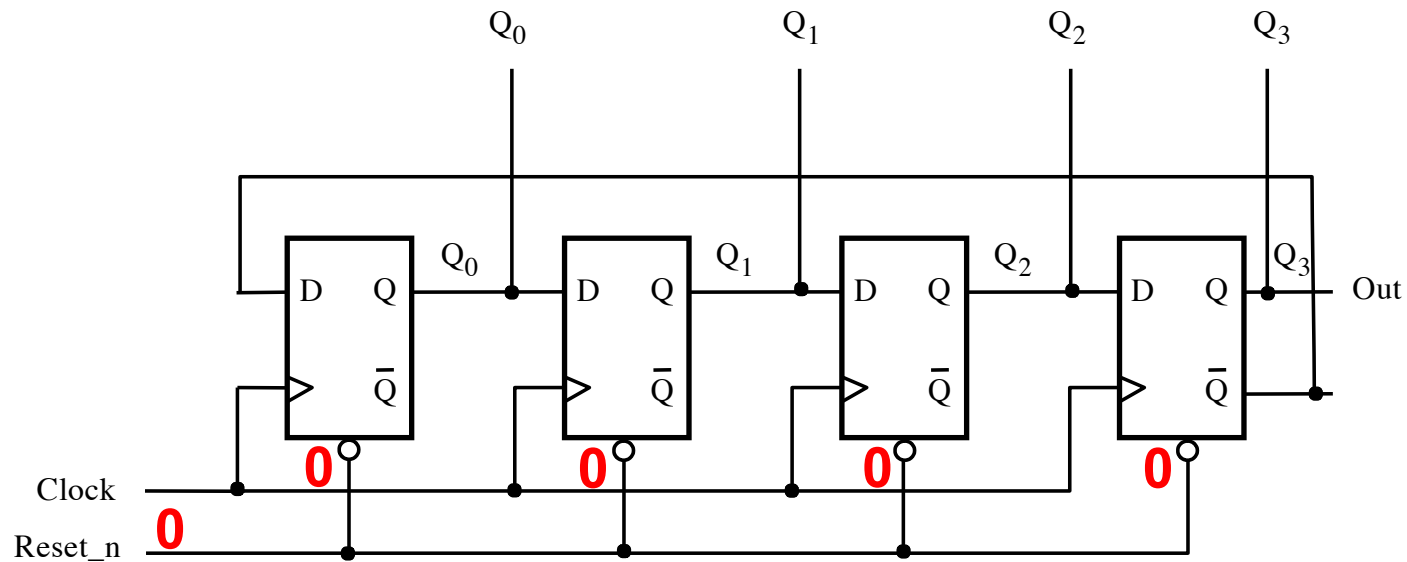 Q0 Q1 Q2 Q3
Q0 Q1 Q2 Q3
D Q D Q D Q D Q Out
Q̅ Q̅ Q̅ Q̅
0 0 0 0
Clock
0
Reset_n